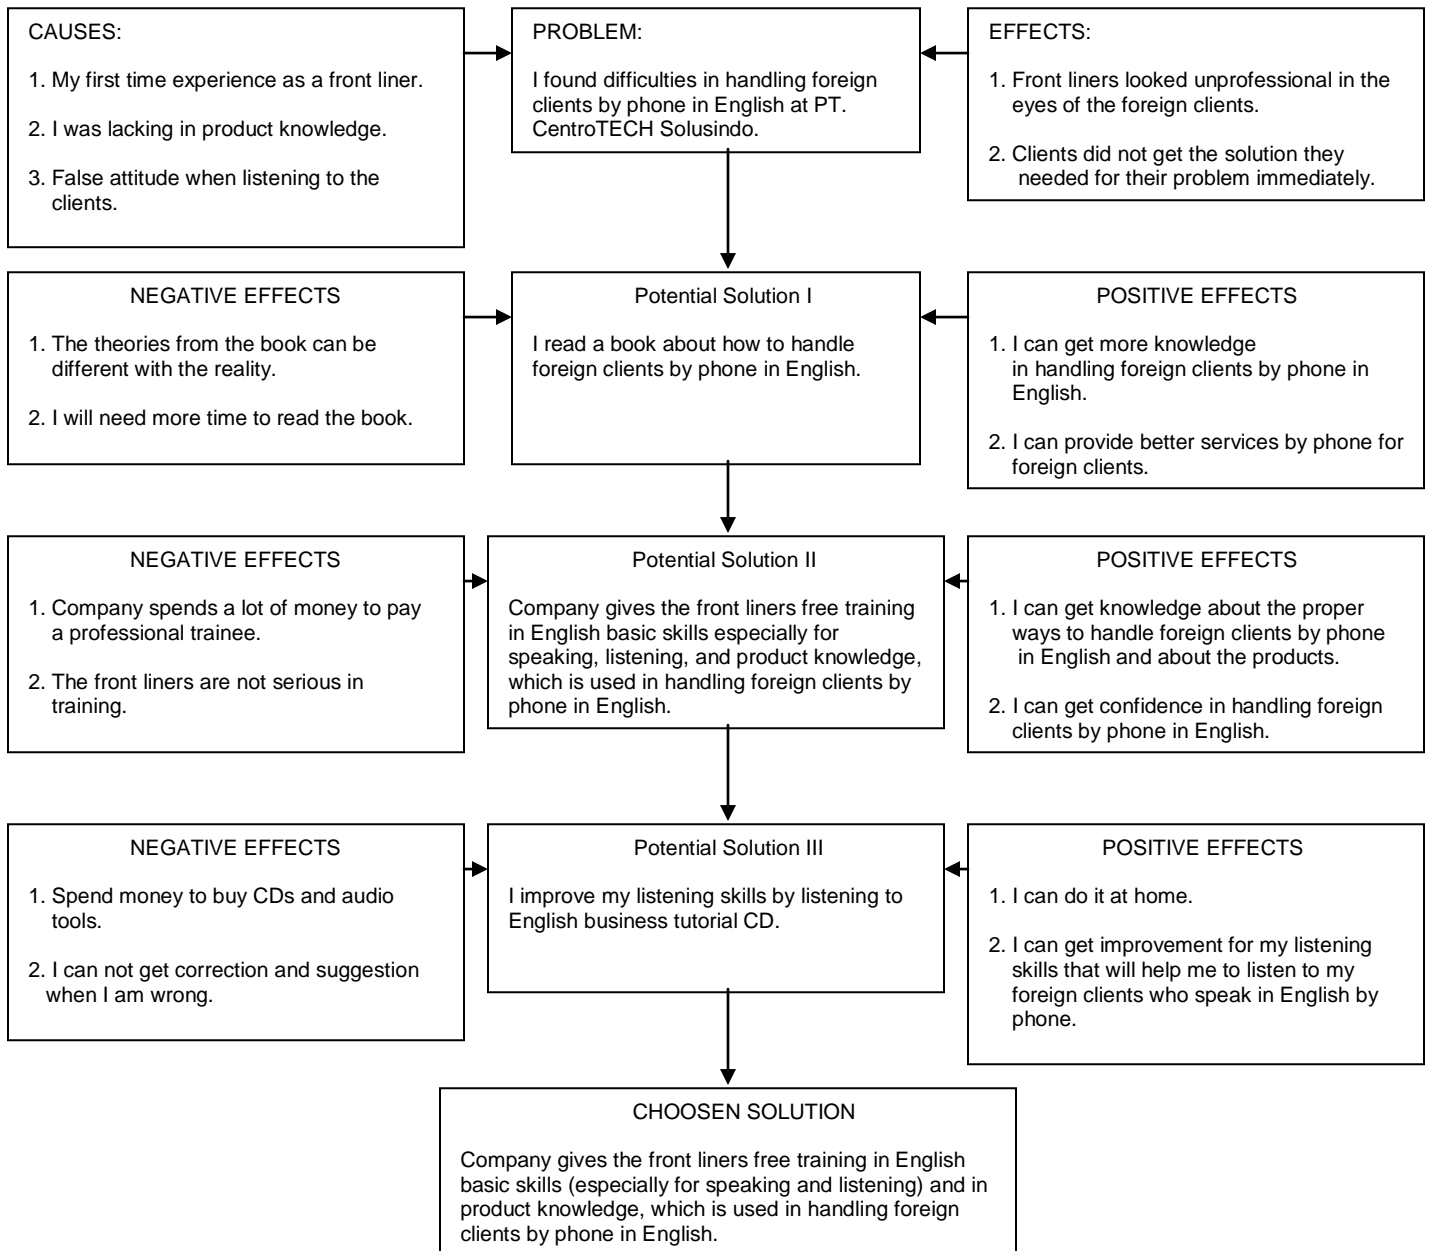 CAUSES:
1. My first time experience as a front liner.
2. I was lacking in product knowledge.
3. False attitude when listening to the
clients.
PROBLEM:
I found difficulties in handling foreign
clients by phone in English at PT.
CentroTECH Solusindo.
EFFECTS:
1. Front liners looked unprofessional in the
eyes of the foreign clients.
2. Clients did not get the solution they
needed for their problem immediately.
NEGATIVE EFFECTS
1. The theories from the book can be
different with the reality.
2. I will need more time to read the book.
Potential Solution I
I read a book about how to handle
foreign clients by phone in English.
POSITIVE EFFECTS
1. I can get more knowledge
in handling foreign clients by phone in
English.
2. I can provide better services by phone for
foreign clients.
NEGATIVE EFFECTS
1. Company spends a lot of money to pay
a professional trainee.
2. The front liners are not serious in
training.
Potential Solution II
Company gives the front liners free training
in English basic skills especially for
speaking, listening, and product knowledge,
which is used in handling foreign clients by
phone in English.
POSITIVE EFFECTS
1. I can get knowledge about the proper
ways to handle foreign clients by phone
in English and about the products.
2. I can get confidence in handling foreign
clients by phone in English.
NEGATIVE EFFECTS
1. Spend money to buy CDs and audio
tools.
2. I can not get correction and suggestion
when I am wrong.
Potential Solution III
I improve my listening skills by listening to
English business tutorial CD.
POSITIVE EFFECTS
1. I can do it at home.
2. I can get improvement for my listening
skills that will help me to listen to my
foreign clients who speak in English by
phone.
CHOOSEN SOLUTION
Company gives the front liners free training in English
basic skills (especially for speaking and listening) and in
product knowledge, which is used in handling foreign
clients by phone in English.